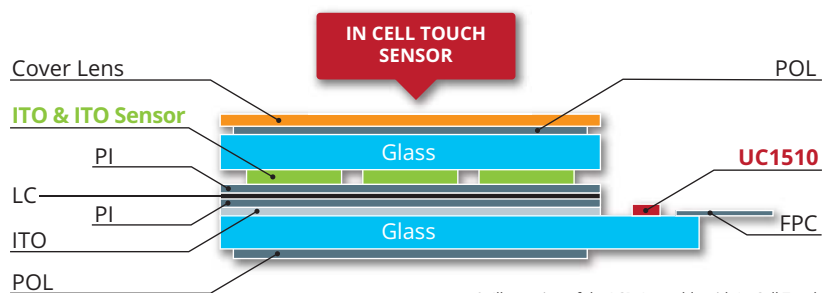 IN CELL TOUCH
SENSOR
Cover Lens
POL
ITO & ITO Sensor
Glass
PI
UC1510
LC
PI
Glass
FPC
ITO
POL